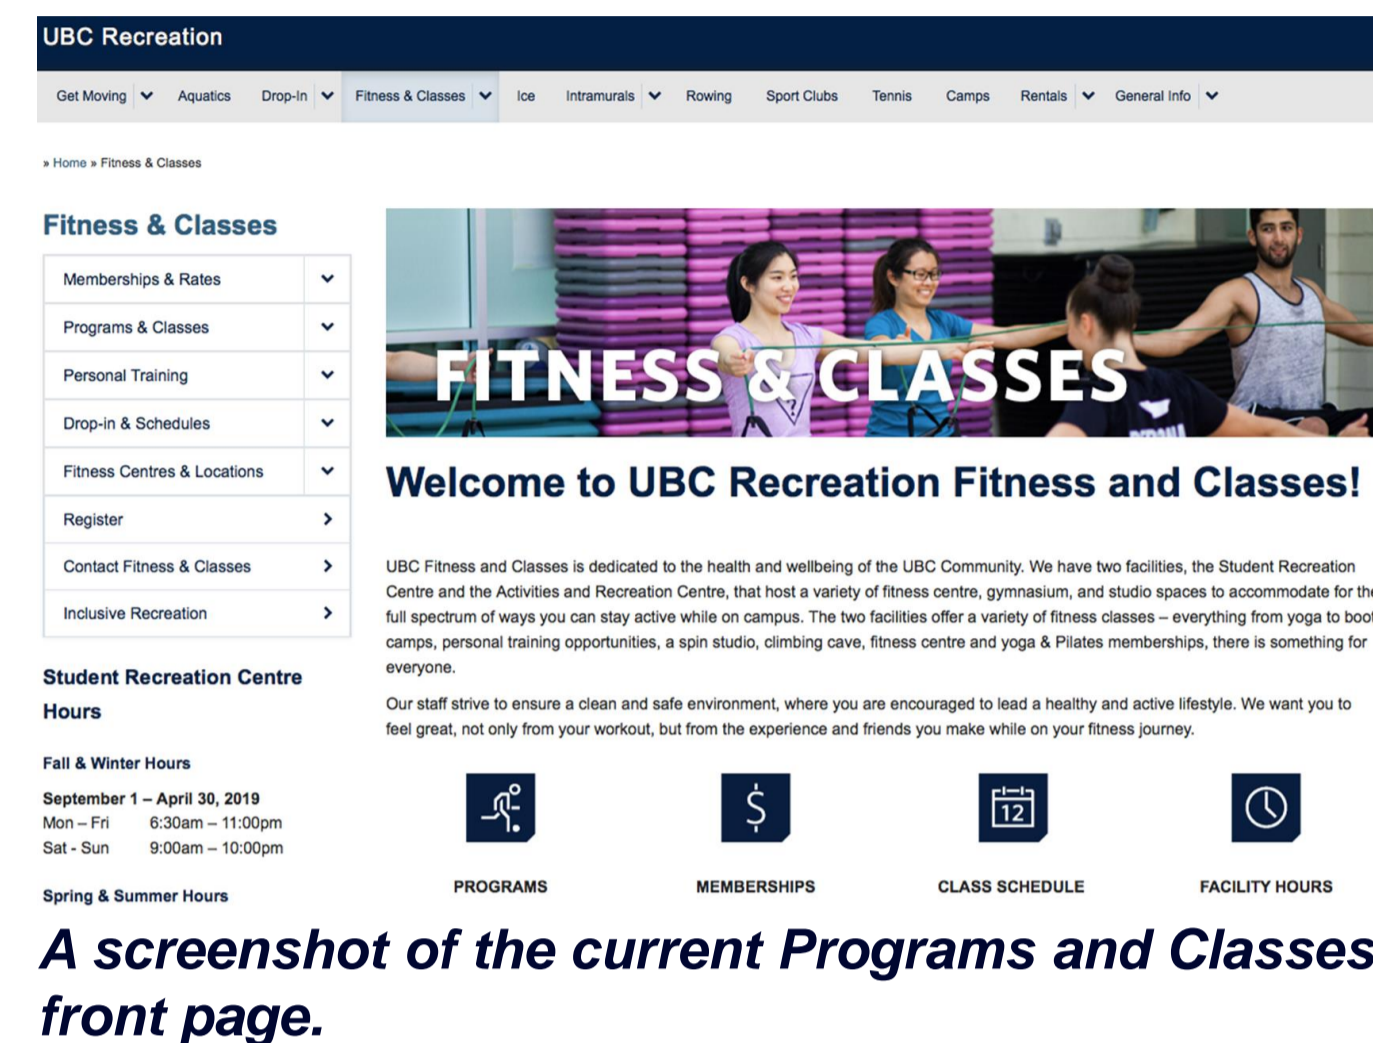 UBC Recreation
Get Moving Aquatics Drop-In Fitness & Classes Ice Intramurals Rowing Sport Clubs Tennis Camps Rentals General Info
» Home » Fitness & Classes
Fitness & Classes
Memberships & Rates
Programs & Classes
Personal Training
Drop-in & Schedules
Fitness Centres & Locations
Register
Contact Fitness & Classes
Inclusive Recreation
Student Recreation Centre
Hours
Fall & Winter Hours
September 1 – April 30, 2019
Mon – Fri 6:30am – 11:00pm
Sat - Sun 9:00am – 10:00pm
Spring & Summer Hours
FITNESS & CLASSES
Welcome to UBC Recreation Fitness and Classes!
UBC Fitness and Classes is dedicated to the health and wellbeing of the UBC Community. We have two facilities, the Student Recreation
Centre and the Activities and Recreation Centre, that host a variety of fitness centre, gymnasium, and studio spaces to accommodate for the
full spectrum of ways you can stay active while on campus. The two facilities offer a variety of fitness classes – everything from yoga to boot
camps, personal training opportunities, a spin studio, climbing cave, fitness centre and yoga & Pilates memberships, there is something for
everyone.
Our staff strive to ensure a clean and safe environment, where you are encouraged to lead a healthy and active lifestyle. We want you to
feel great, not only from your workout, but from the experience and friends you make while on your fitness journey.
12
PROGRAMS MEMBERSHIPS CLASS SCHEDULE FACILITY HOURS
A screenshot of the current Programs and Classes
front page.